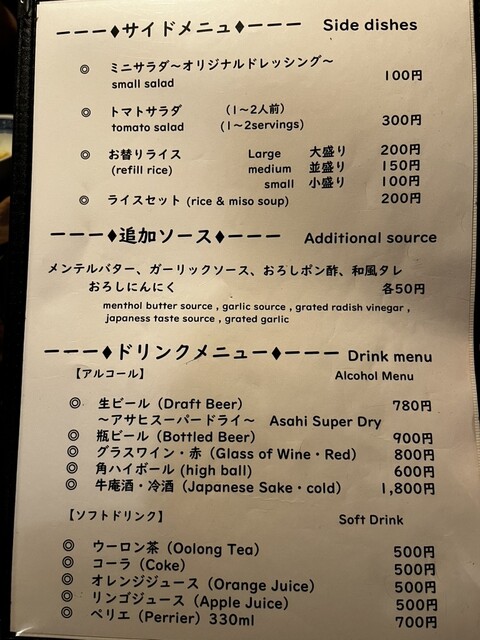 ーーー♦サイドメニュ♦ーーー Side dishes
◎ ミニサラダ～オリジナルドレッシング～ 100円
small salad
◎ トマトサラダ (1～2人前) 300円
tomato salad (1～2servings)
◎ お替りライス Large 大盛り 200円
(refill rice) medium 並盛り 150円
small 小盛り 100円
◎ ライスセット (rice & miso soup) 200円
ーーー♦追加ソース♦ーーー Additional source
メンテルバター、ガーリックソース、おろしポン酢、和風タレ
おろしにんにく 各50円
menthol butter source , garlic source , grated radish vinegar ,
japanese taste source , grated garlic
ーーー♦ドリンクメニュー♦ーーー Drink menu
【アルコール】 Alcohol Menu
◎ 生ビール（Draft Beer） 780円
～アサヒスーパードライ～ Asahi Super Dry
◎ 瓶ビール（Bottled Beer） 900円
◎ グラスワイン・赤（Glass of Wine・Red） 800円
◎ 角ハイボール (high ball) 600円
◎ 牛庵酒・冷酒（Japanese Sake・cold） 1,800円
【ソフトドリンク】 Soft Drink
◎ ウーロン茶（Oolong Tea） 500円
◎ コーラ（Coke） 500円
◎ オレンジジュース（Orange Juice） 500円
◎ リンゴジュース（Apple Juice） 500円
◎ ペリエ（Perrier）330ml 700円